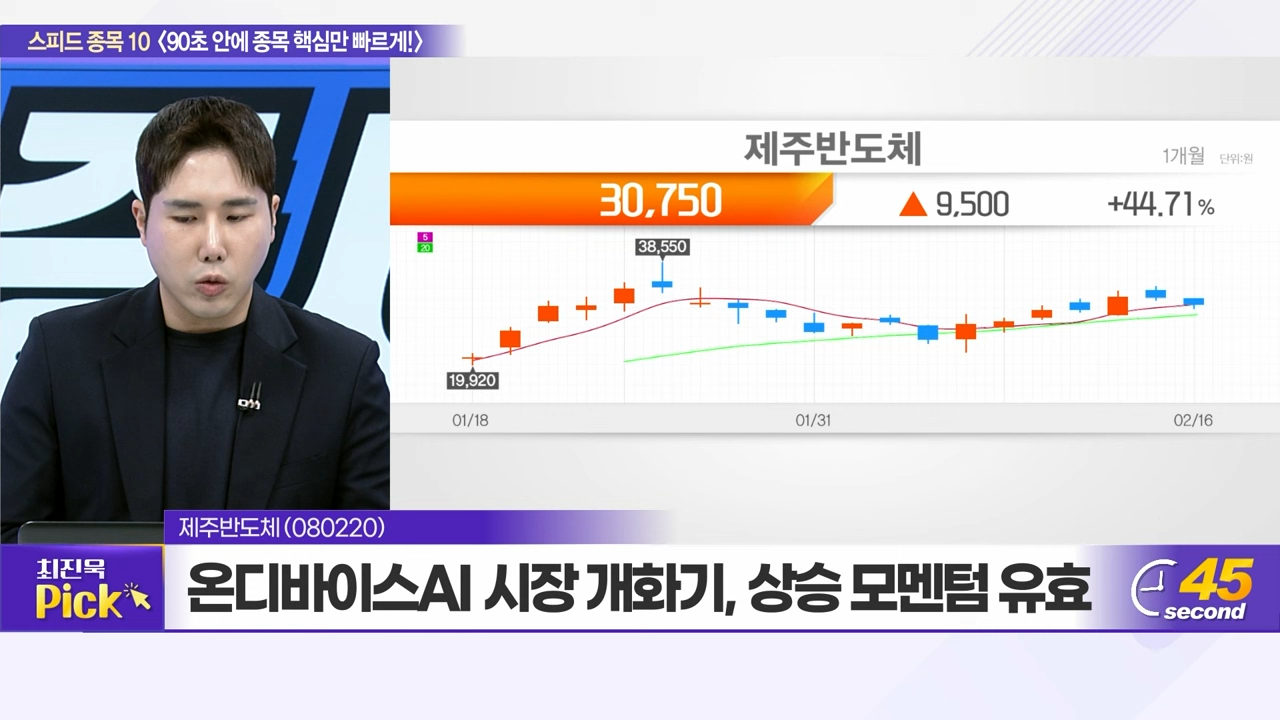 스피드 종목 10 〈90초 안에 종목 핵심만 빠르게!〉
제주반도체
1개월 단위:원
30,750 ▲ 9,500 +44.71%
5
20
38,550
19,920
01/18 01/31 02/16
제주반도체(080220)
최진욱
Pick
온디바이스AI 시장 개화기, 상승 모멘텀 유효
45
second